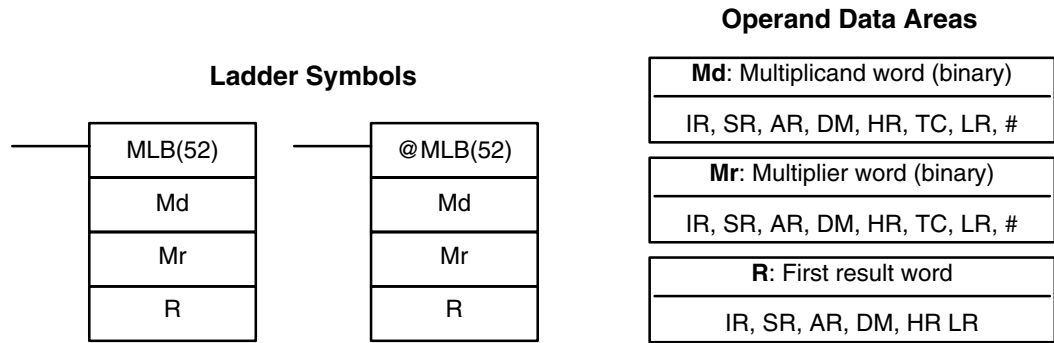 Ladder Symbols
MLB(52)
Md
Mr
R
@MLB(52)
Md
Mr
R
Operand Data Areas
Md: Multiplicand word (binary)
IR, SR, AR, DM, HR, TC, LR, #
Mr: Multiplier word (binary)
IR, SR, AR, DM, HR, TC, LR, #
R: First result word
IR, SR, AR, DM, HR LR